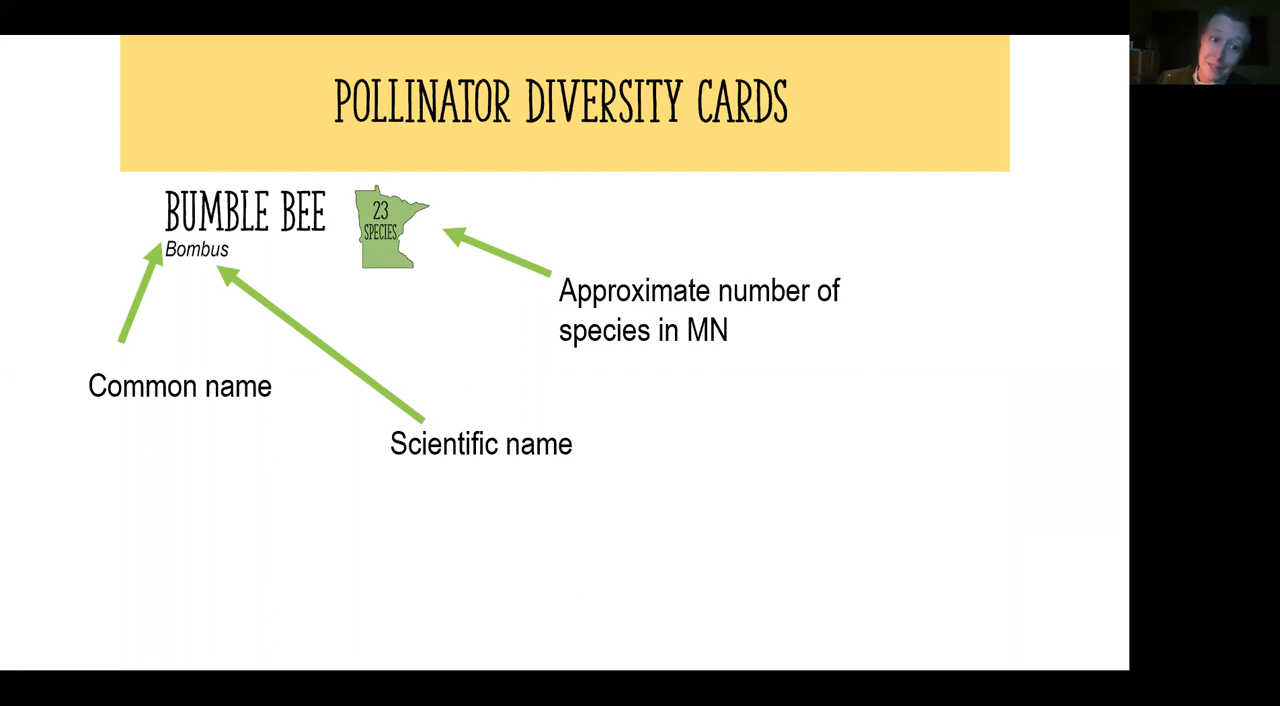 POLLINATOR DIVERSITY CARDS
BUMBLE BEE
Bombus
23
SPECIES
Approximate number of
species in MN
Common name
Scientific name